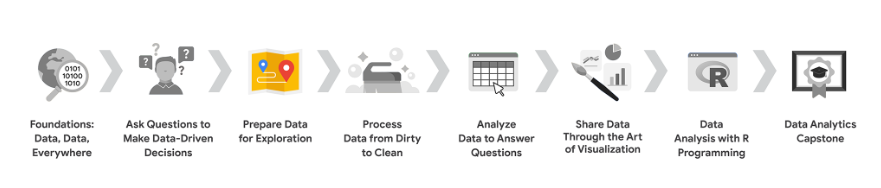 0101
10100
1010
? ? ?
R
Foundations:
Data, Data,
Everywhere
Ask Questions to
Make Data-Driven
Decisions
Prepare Data
for Exploration
Process
Data from Dirty
to Clean
Analyze
Data to Answer
Questions
Share Data
Through the Art
of Visualization
Data
Analysis with R
Programming
Data Analytics
Capstone